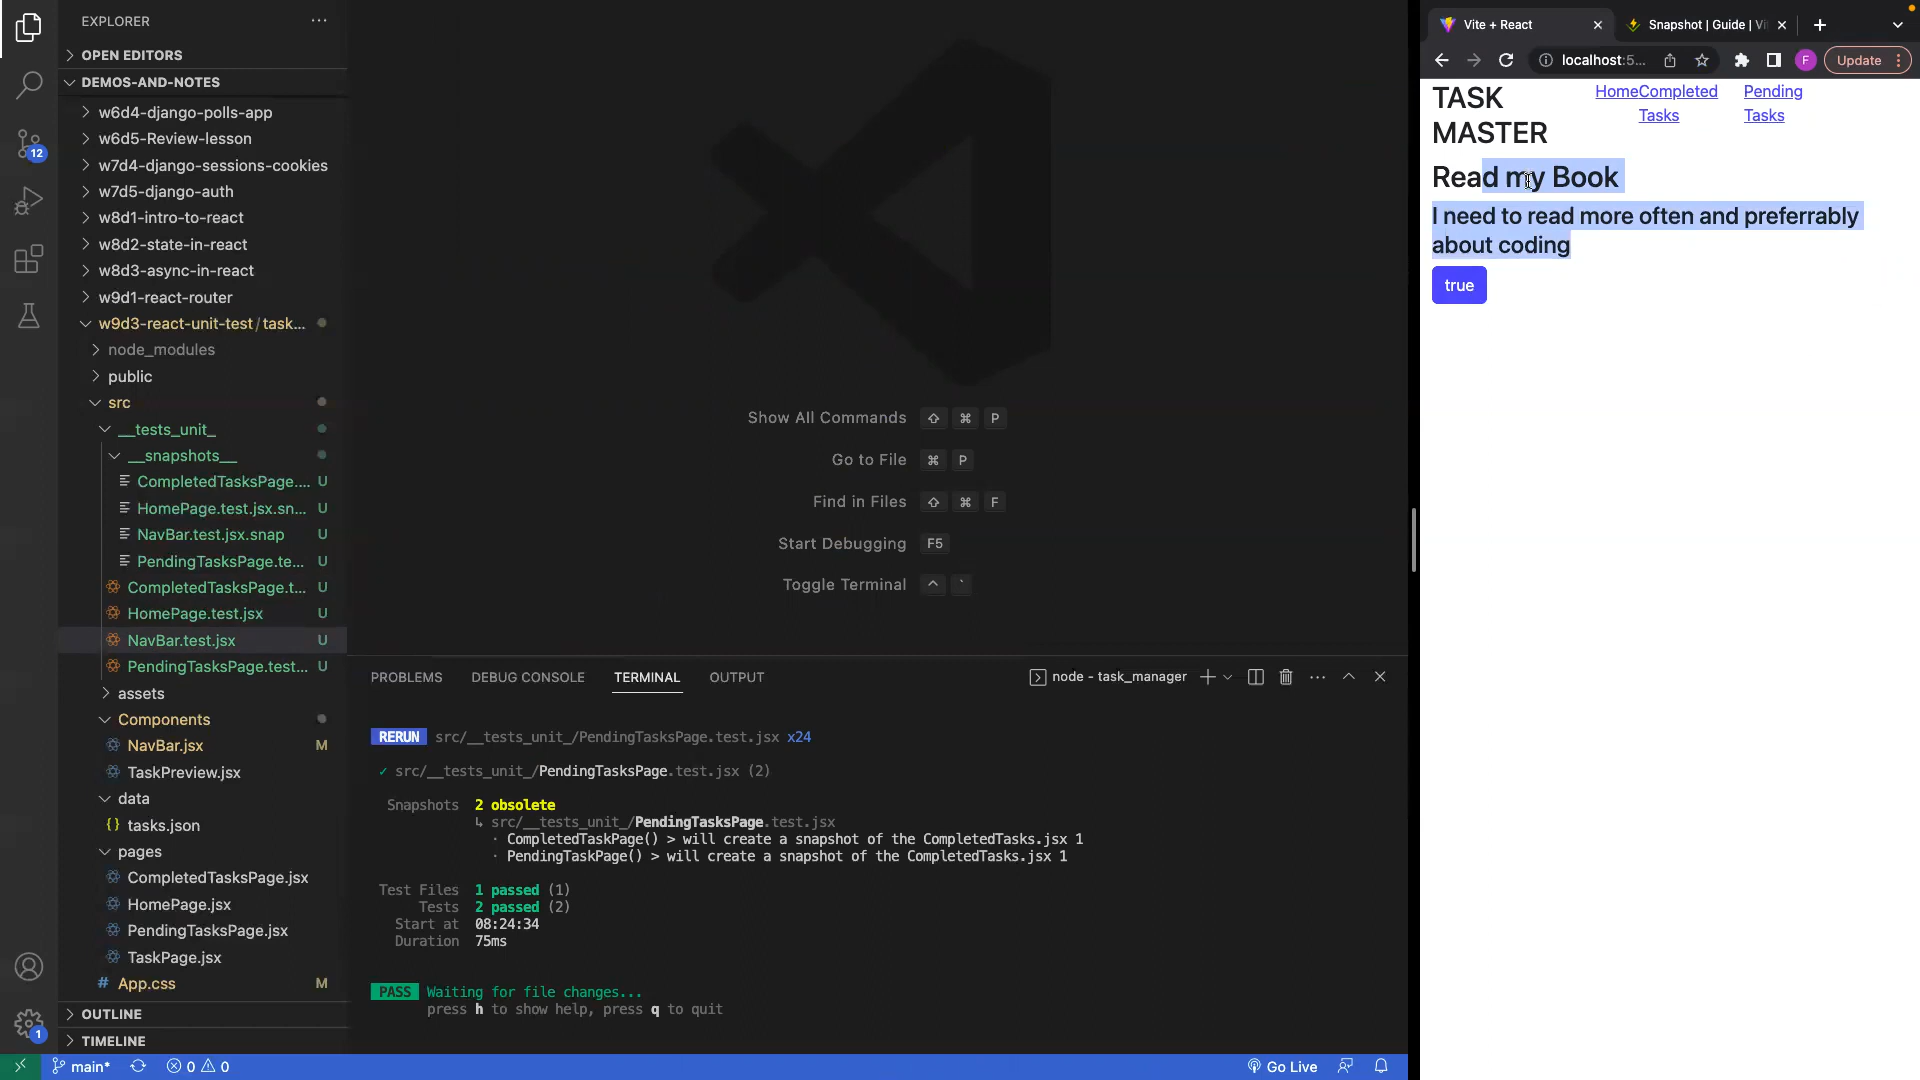 EXPLORER
OPEN EDITORS
DEMOS-AND-NOTES
w6d4-django-polls-app
w6d5-Review-lesson
w7d4-django-sessions-cookies
w7d5-django-auth
w8d1-intro-to-react
w8d2-state-in-react
w8d3-async-in-react
w9d1-react-router
w9d3-react-unit-test / task...
node_modules
public
src
__tests_unit_
__snapshots__
CompletedTasksPage.... U
HomePage.test.jsx.sn... U
NavBar.test.jsx.snap U
PendingTasksPage.te... U
CompletedTasksPage.t... U
HomePage.test.jsx U
NavBar.test.jsx U
PendingTasksPage.test... U
assets
Components
NavBar.jsx M
TaskPreview.jsx
data
{} tasks.json
pages
CompletedTasksPage.jsx
HomePage.jsx
PendingTasksPage.jsx
TaskPage.jsx
# App.css M
OUTLINE
TIMELINE
12
1
main*
0 0
Go Live
Show All Commands ⇧ ⌘ P
Go to File ⌘ P
Find in Files ⇧ ⌘ F
Start Debugging F5
Toggle Terminal ^ `
PROBLEMS DEBUG CONSOLE TERMINAL OUTPUT
node - task_manager
RERUN src/__tests_unit_/PendingTasksPage.test.jsx x24
✓ src/__tests_unit_/PendingTasksPage.test.jsx (2)
Snapshots 2 obsolete
↳ src/__tests_unit_/PendingTasksPage.test.jsx
· CompletedTaskPage() > will create a snapshot of the CompletedTasks.jsx 1
· PendingTaskPage() > will create a snapshot of the CompletedTasks.jsx 1
Test Files 1 passed (1)
Tests 2 passed (2)
Start at 08:24:34
Duration 75ms
PASS Waiting for file changes...
press h to show help, press q to quit
Vite + React
Snapshot | Guide | Vi
localhost:5...
F
Update
TASK
MASTER
HomeCompleted
Tasks
Pending
Tasks
Read my Book
I need to read more often and preferrably
about coding
true